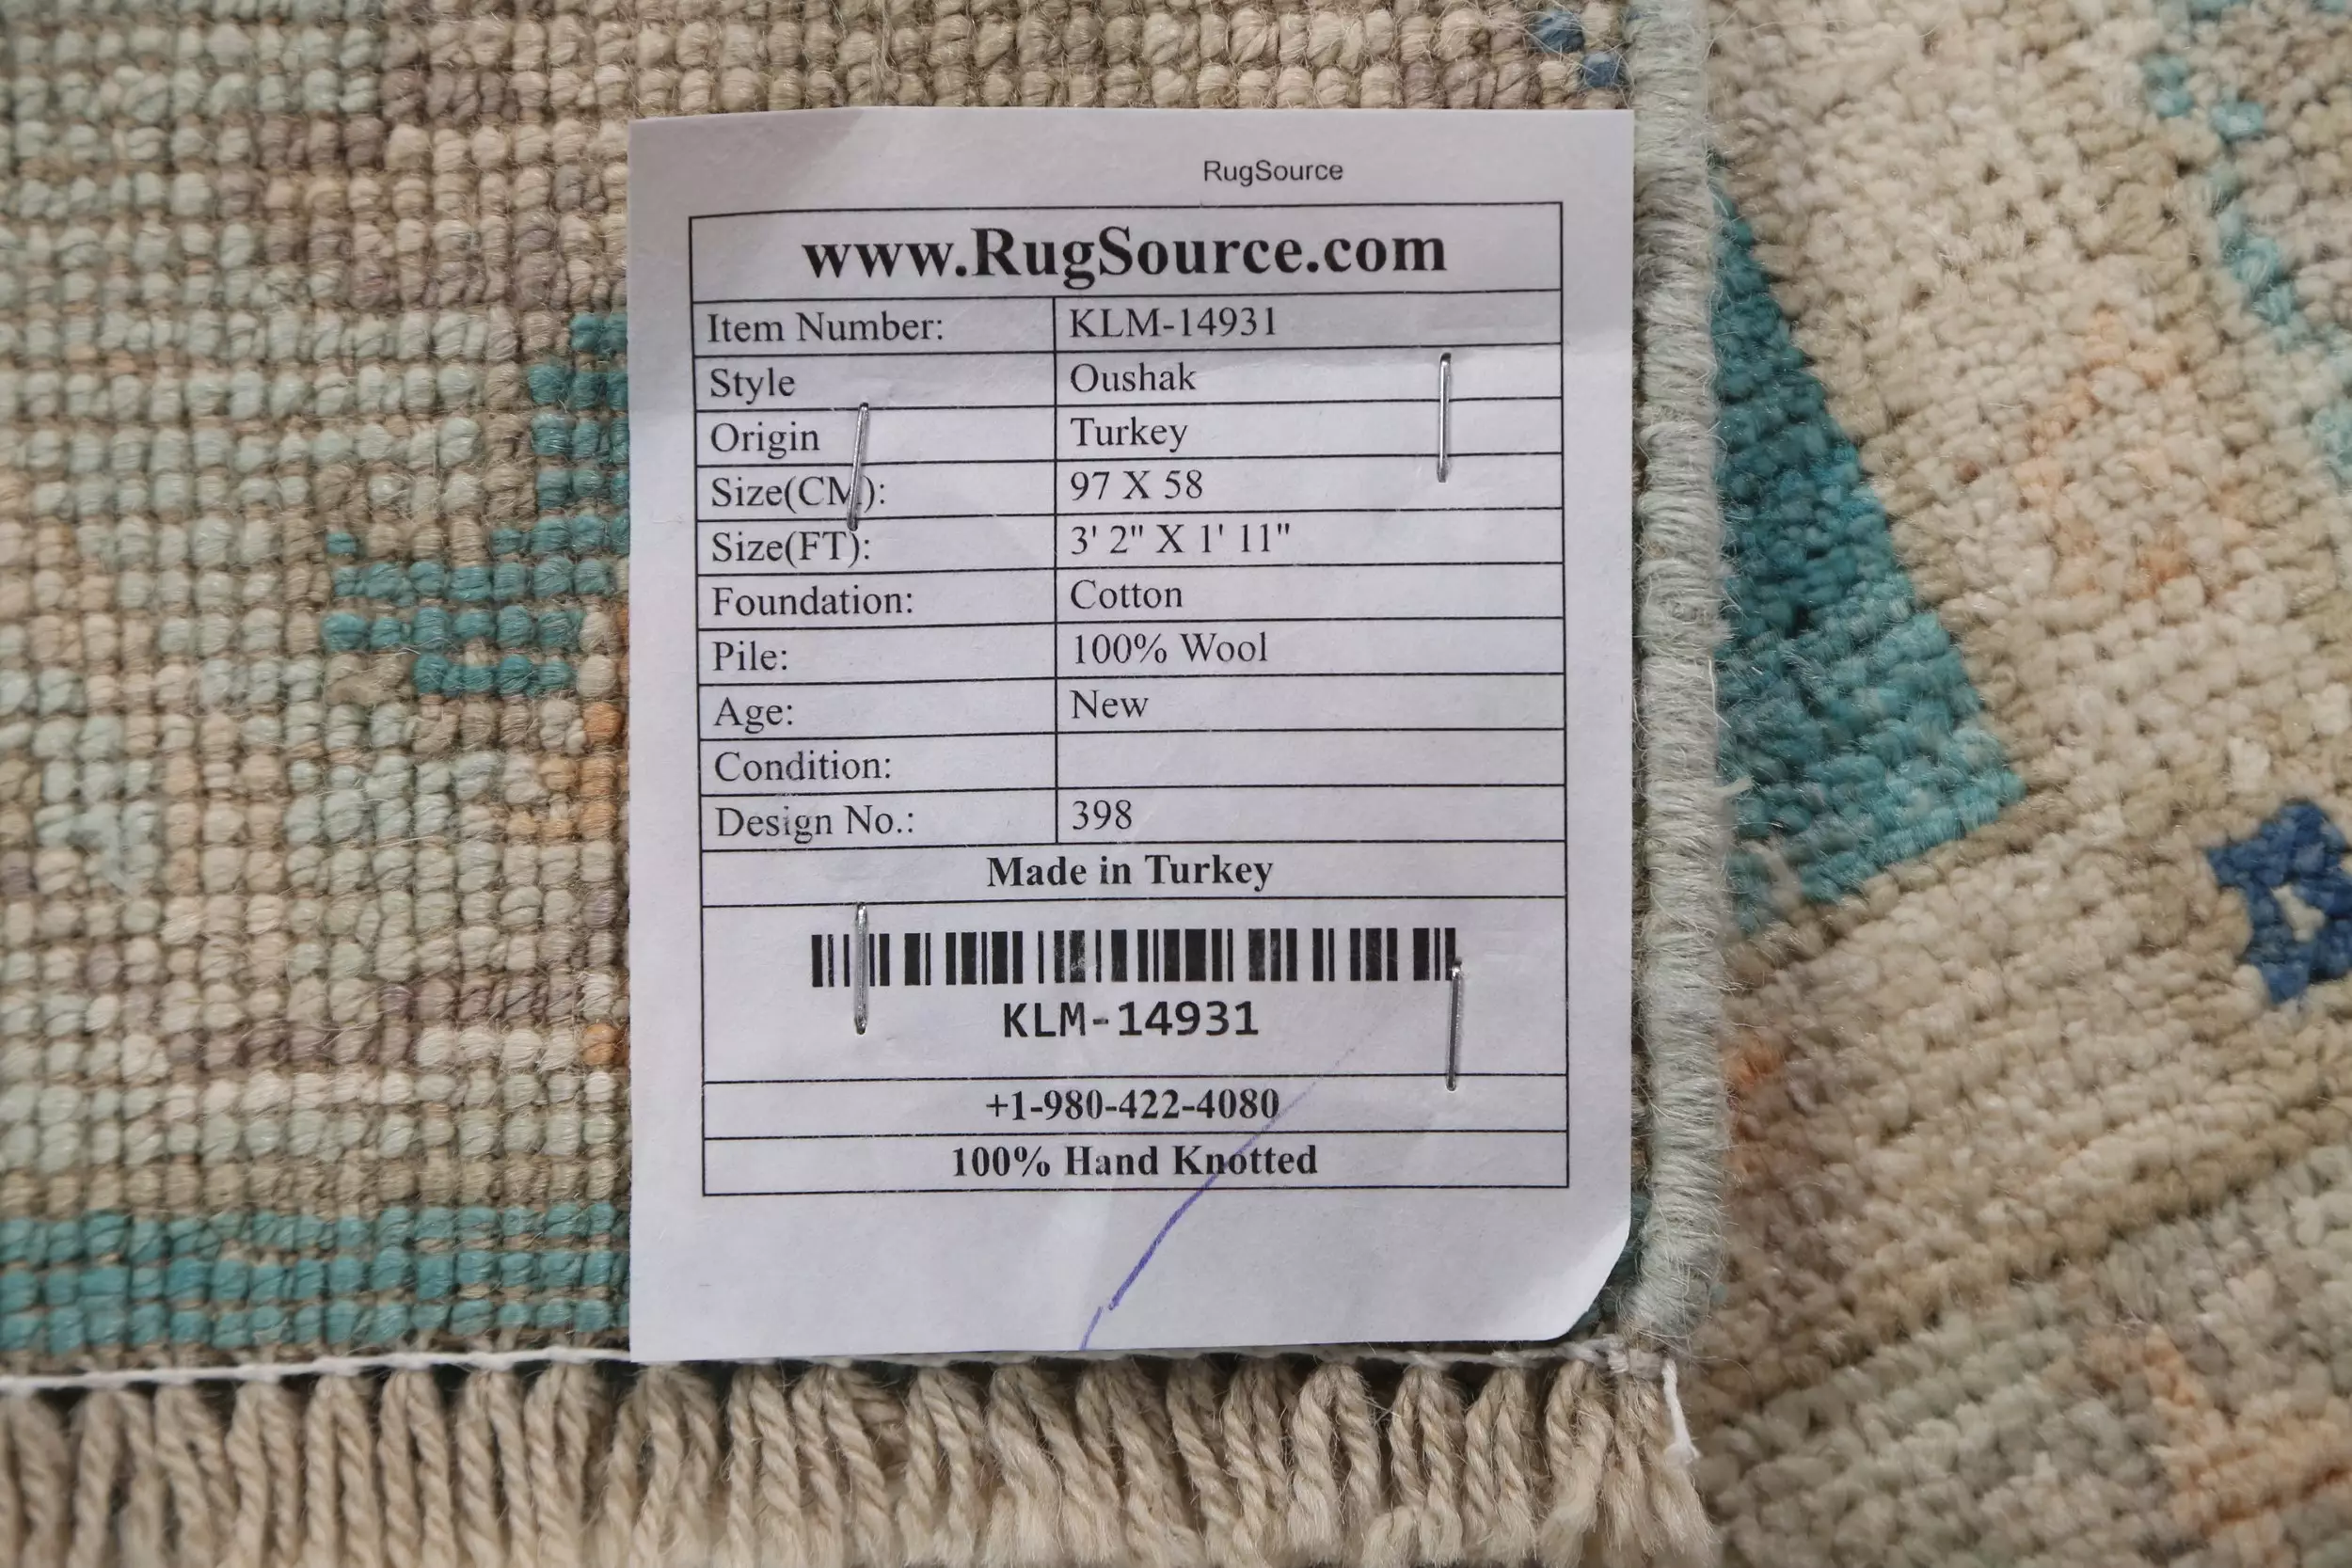 RugSource
www.RugSource.com
Item Number: KLM-14931
Style Oushak
Origin Turkey
Size(CM): 97 X 58
Size(FT): 3' 2" X 1' 11"
Foundation: Cotton
Pile: 100% Wool
Age: New
Condition:
Design No.: 398
Made in Turkey
KLM-14931
+1-980-422-4080
100% Hand Knotted